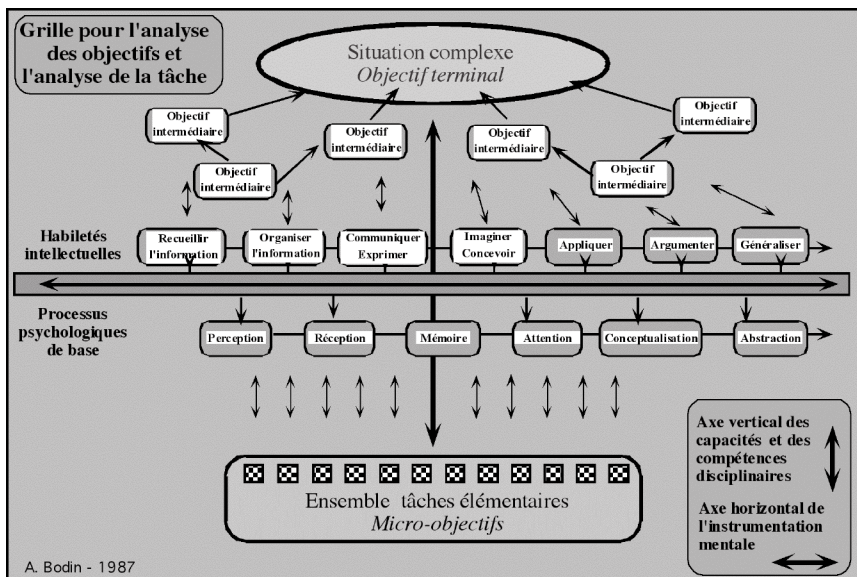 Grille pour l'analyse
des objectifs et
l'analyse de la tâche
Situation complexe
Objectif terminal
Objectif
intermédiaire
Objectif
intermédiaire
Objectif
intermédiaire
Objectif
intermédiaire
Objectif
intermédiaire
Objectif
intermédiaire
Habiletés
intellectuelles
Recueillir
l'information
Organiser
l'information
Communiquer
Exprimer
Imaginer
Concevoir
Appliquer
Argumenter
Généraliser
Processus
psychologiques
de base
Perception
Réception
Mémoire
Attention
Conceptualisation
Abstraction
Ensemble tâches élémentaires
Micro-objectifs
Axe vertical des
capacités et des
compétences
disciplinaires
Axe horizontal de
l'instrumentation
mentale
A. Bodin - 1987